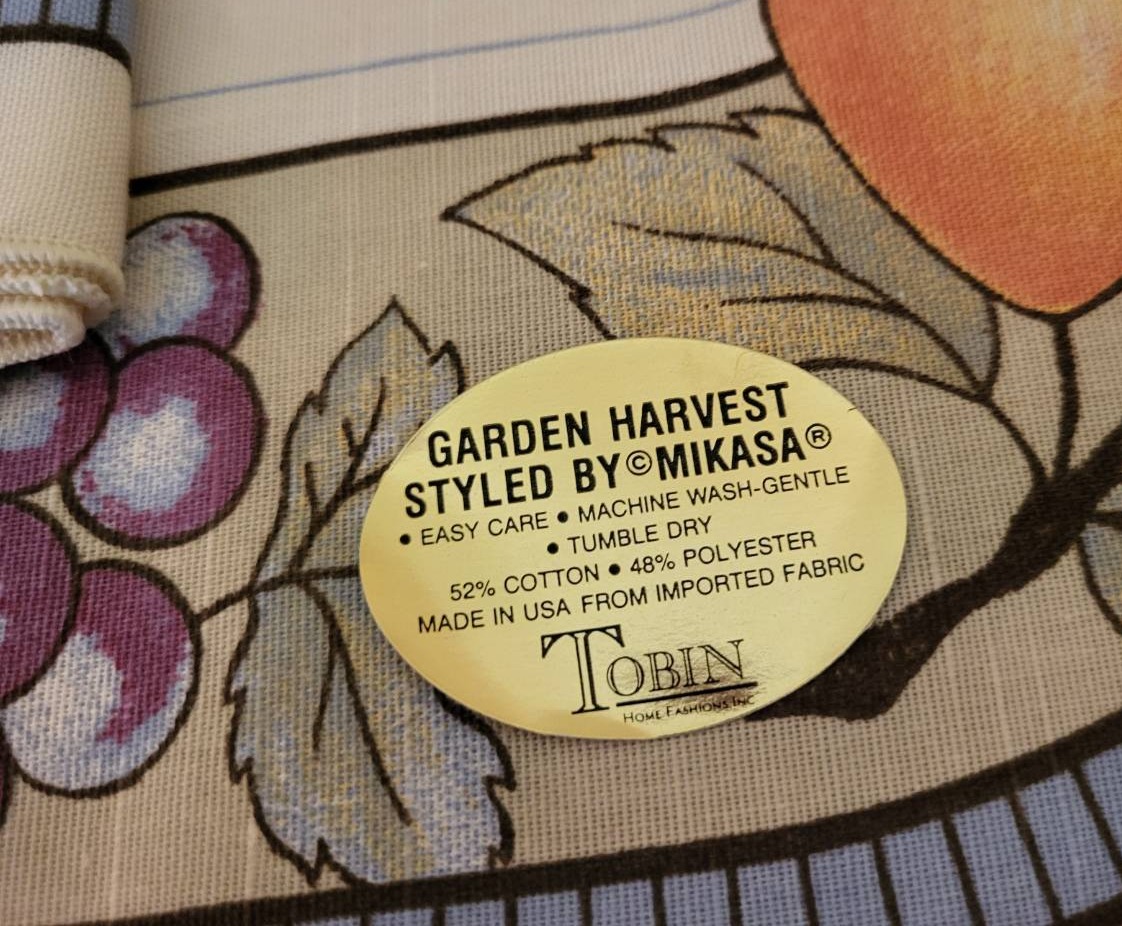 GARDEN HARVEST
STYLED BY © MIKASA®
• EASY CARE • MACHINE WASH-GENTLE
• TUMBLE DRY
52% COTTON • 48% POLYESTER
MADE IN USA FROM IMPORTED FABRIC
TOBIN
HOME FASHIONS INC